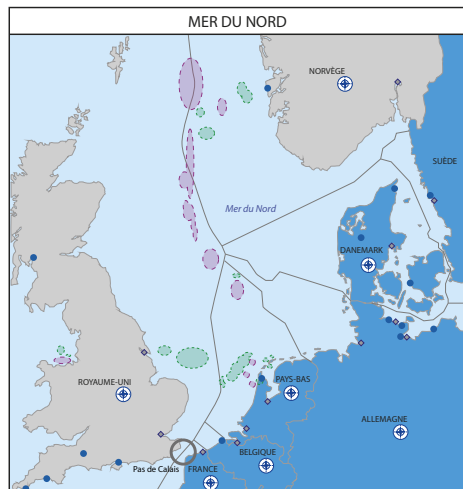 MER DU NORD
NORVÈGE
SUÈDE
Mer du Nord
DANEMARK
ROYAUME-UNI
PAYS-BAS
ALLEMAGNE
BELGIQUE
Pas de Calais
FRANCE